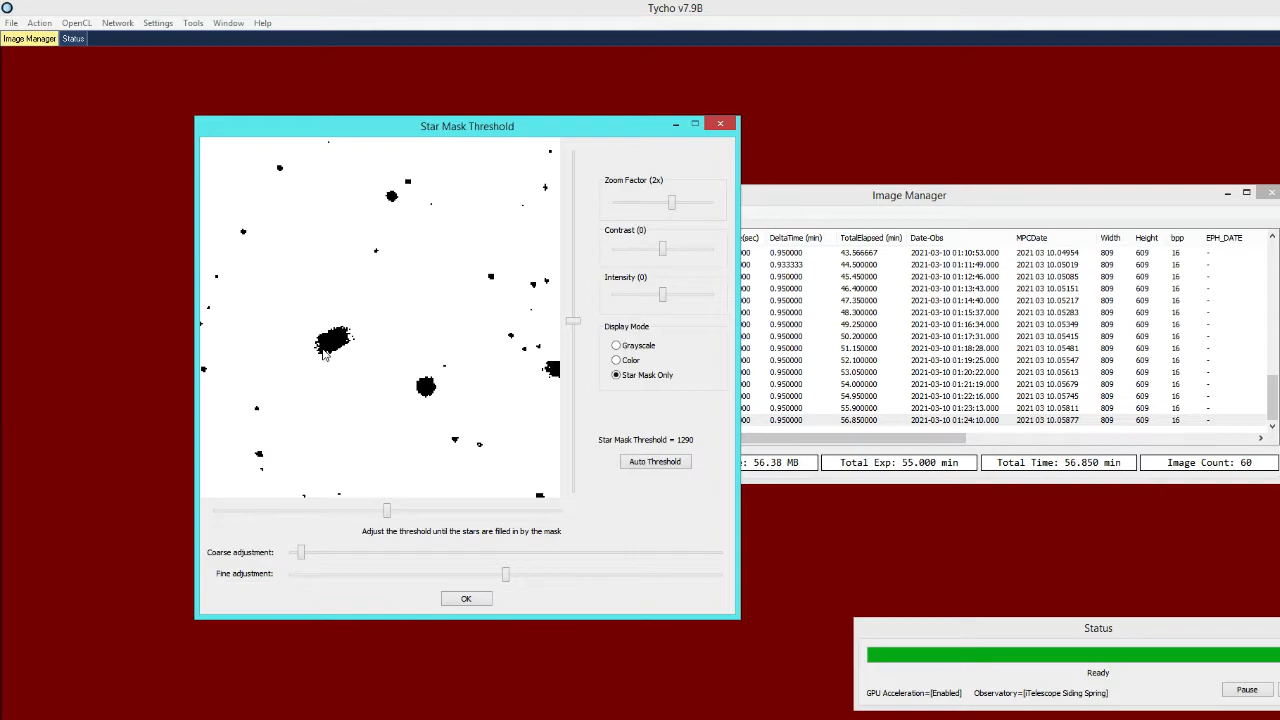 Tycho v7.9B
File Action OpenCL Network Settings Tools Window Help
Image Manager Status
Star Mask Threshold
Zoom Factor (2x)
Contrast (0)
Intensity (0)
Display Mode
Grayscale
Color
Star Mask Only
Star Mask Threshold = 1290
Auto Threshold
Adjust the threshold until the stars are filled in by the mask
Coarse adjustment:
Fine adjustment:
OK
Image Manager
(sec) DeltaTime (min) TotalElapsed (min) Date-Obs MPCDate Width Height bpp EPH_DATE
00 0.950000 43.566667 2021-03-10 01:10:53.000 2021 03 10.04954 809 609 16 -
00 0.933333 44.500000 2021-03-10 01:11:49.000 2021 03 10.05019 809 609 16 -
00 0.950000 45.450000 2021-03-10 01:12:46.000 2021 03 10.05085 809 609 16 -
00 0.950000 46.400000 2021-03-10 01:13:43.000 2021 03 10.05151 809 609 16 -
00 0.950000 47.350000 2021-03-10 01:14:40.000 2021 03 10.05217 809 609 16 -
00 0.950000 48.300000 2021-03-10 01:15:37.000 2021 03 10.05283 809 609 16 -
00 0.950000 49.250000 2021-03-10 01:16:34.000 2021 03 10.05349 809 609 16 -
00 0.950000 50.200000 2021-03-10 01:17:31.000 2021 03 10.05415 809 609 16 -
00 0.950000 51.150000 2021-03-10 01:18:28.000 2021 03 10.05481 809 609 16 -
00 0.950000 52.100000 2021-03-10 01:19:25.000 2021 03 10.05547 809 609 16 -
00 0.950000 53.050000 2021-03-10 01:20:22.000 2021 03 10.05613 809 609 16 -
00 0.950000 54.000000 2021-03-10 01:21:19.000 2021 03 10.05679 809 609 16 -
00 0.950000 54.950000 2021-03-10 01:22:16.000 2021 03 10.05745 809 609 16 -
00 0.950000 55.900000 2021-03-10 01:23:13.000 2021 03 10.05811 809 609 16 -
00 0.950000 56.850000 2021-03-10 01:24:10.000 2021 03 10.05877 809 609 16 -
: 56.38 MB Total Exp: 55.000 min Total Time: 56.850 min Image Count: 60
Status
Ready
GPU Acceleration=[Enabled] Observatory=[iTelescope Siding Spring] Pause